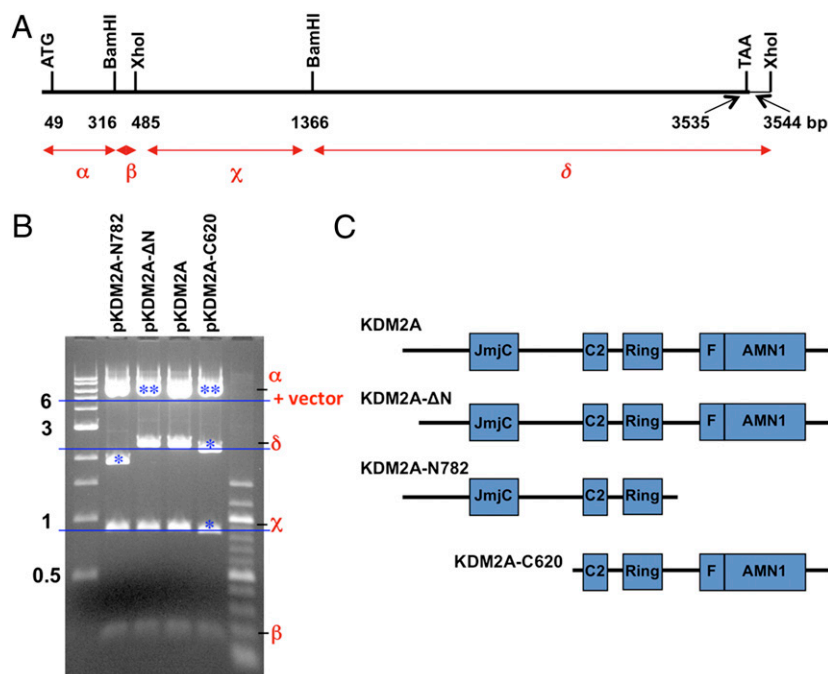 A
ATG
BamHI
XhoI
BamHI
TAA
XhoI
49 316 485 1366 3535 3544 bp
α β χ δ
B
pKDM2A-N782
pKDM2A-ΔN
pKDM2A
pKDM2A-C620
6
3
1
0.5
** **
* *
*
α
+ vector
δ
χ
β
C
KDM2A
JmjC C2 Ring F AMN1
KDM2A-ΔN
JmjC C2 Ring F AMN1
KDM2A-N782
JmjC C2 Ring
KDM2A-C620
C2 Ring F AMN1